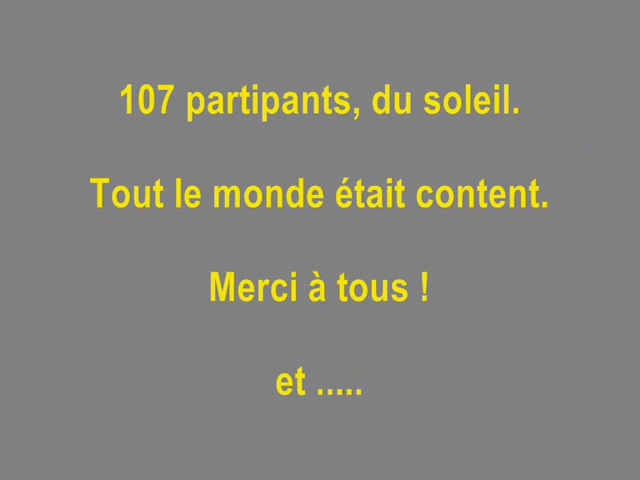 107 partipants, du soleil.
Tout le monde était content.
Merci à tous !
et .....